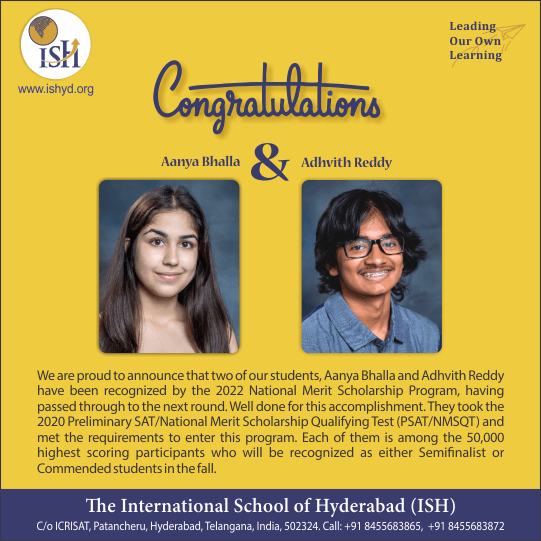 ISH
www.ishyd.org
Leading
Our Own
Learning
Congratulations
Aanya Bhalla & Adhvith Reddy
We are proud to announce that two of our students, Aanya Bhalla and Adhvith Reddy
have been recognized by the 2022 National Merit Scholarship Program, having
passed through to the next round. Well done for this accomplishment. They took the
2020 Preliminary SAT/National Merit Scholarship Qualifying Test (PSAT/NMSQT) and
met the requirements to enter this program. Each of them is among the 50,000
highest scoring participants who will be recognized as either Semifinalist or
Commended students in the fall.
The International School of Hyderabad (ISH)
C/o ICRISAT, Patancheru, Hyderabad, Telangana, India, 502324. Call: +91 8455683865, +91 8455683872